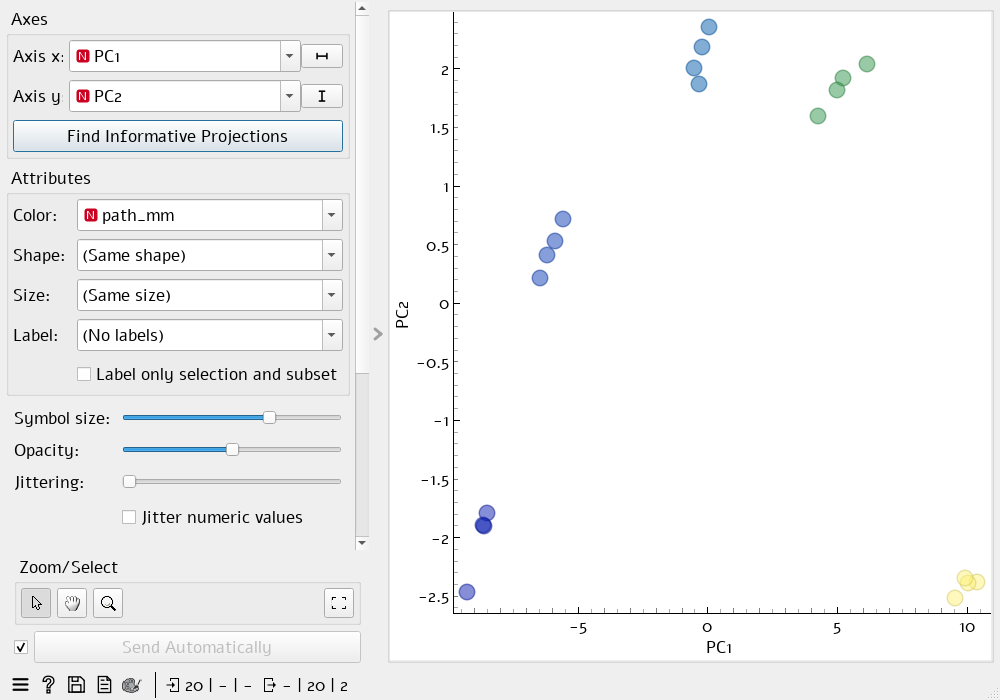 Axes
Axis x: N PC1
Axis y: N PC2
Find Informative Projections
Attributes
Color: N path_mm
Shape: (Same shape)
Size: (Same size)
Label: (No labels)
Label only selection and subset
Symbol size:
Opacity:
Jittering:
Jitter numeric values
Zoom/Select
Send Automatically
20 | - | - - | 20 | 2
2
1.5
1
0.5
0
-0.5
-1
-1.5
-2
-2.5
PC2
-5 0 5 10
PC1